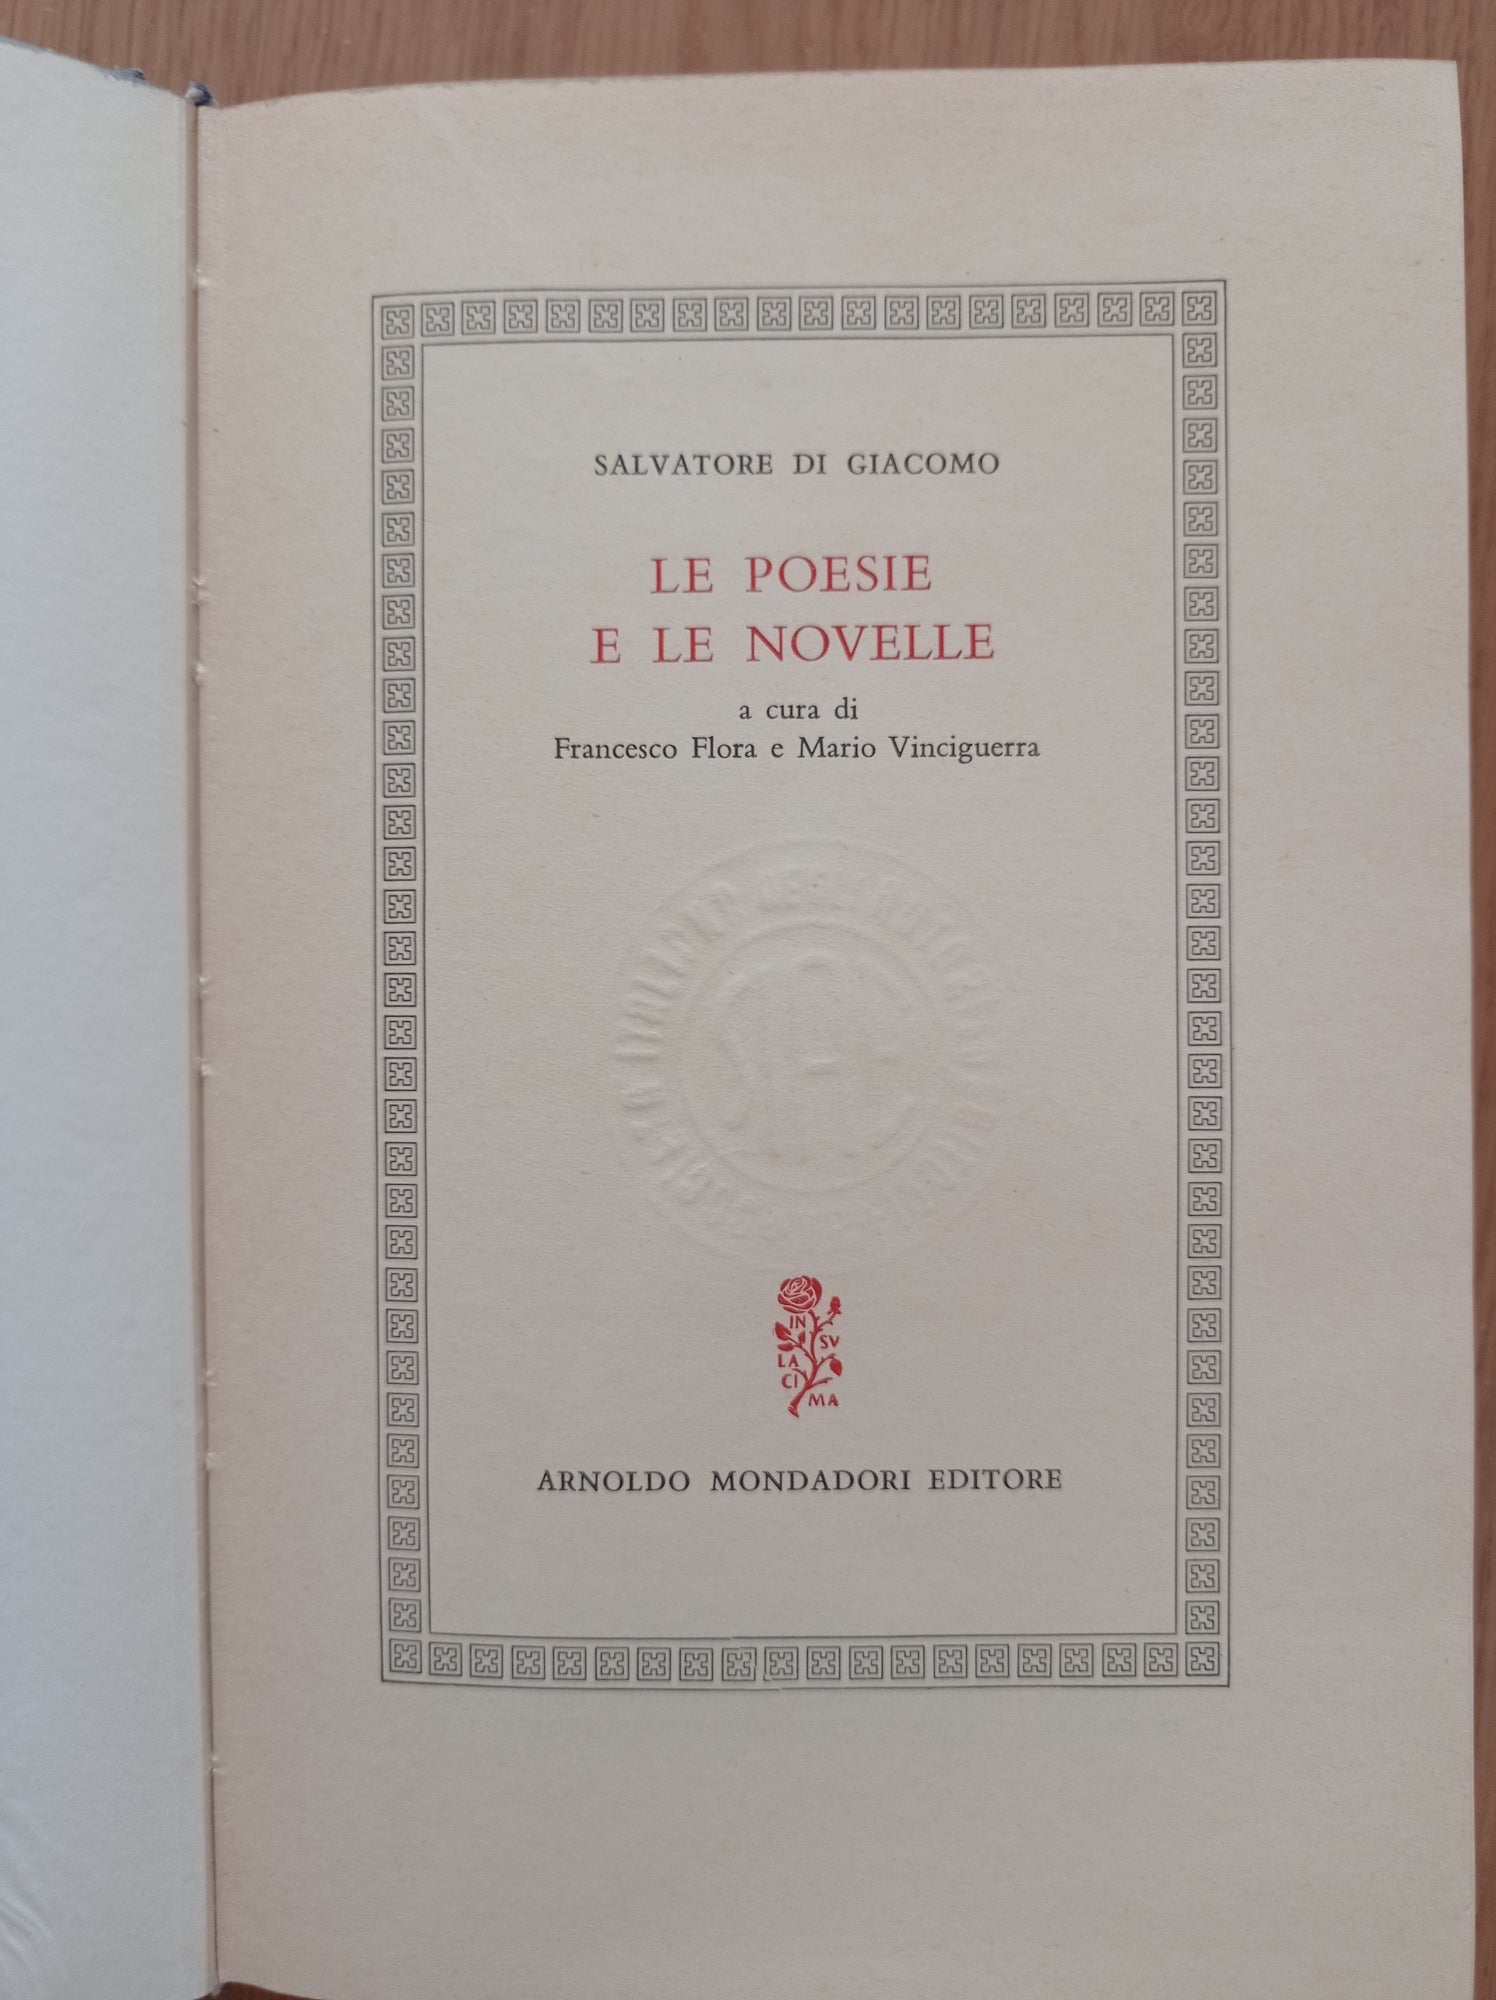 SALVATORE DI GIACOMO
LE POESIE
E LE NOVELLE
a cura di
Francesco Flora e Mario Vinciguerra
IN SV
LA
CI MA
ARNOLDO MONDADORI EDITORE